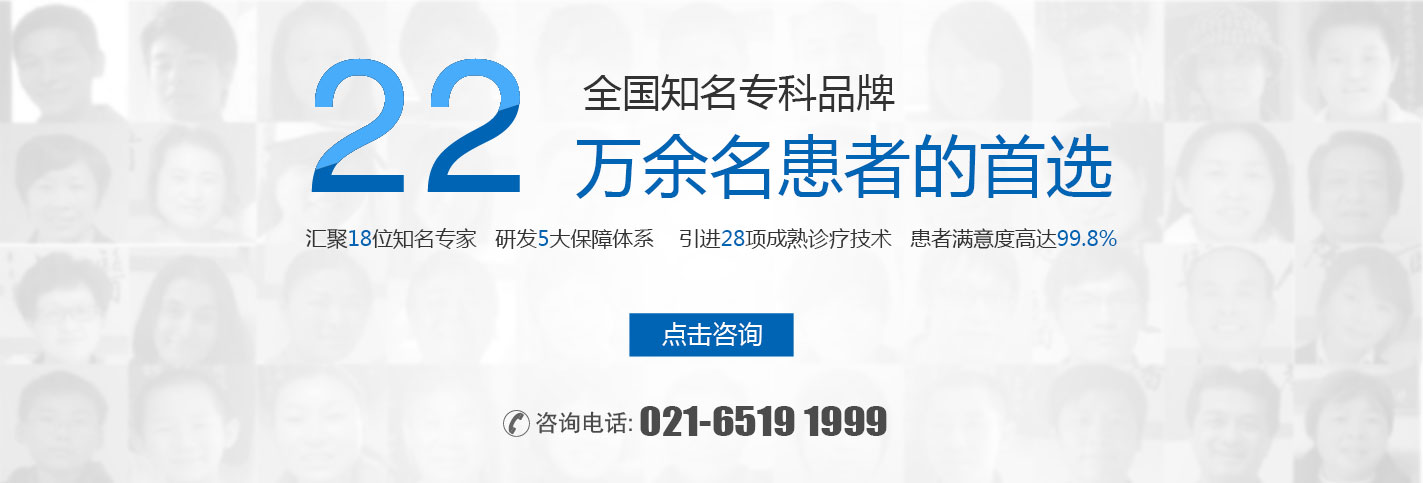 22
全国知名专科品牌
万余名患者的首选
汇聚18位知名专家 研发5大保障体系 引进28项成熟诊疗技术 患者满意度高达99.8%
点击咨询
咨询电话: 021-6519 1999